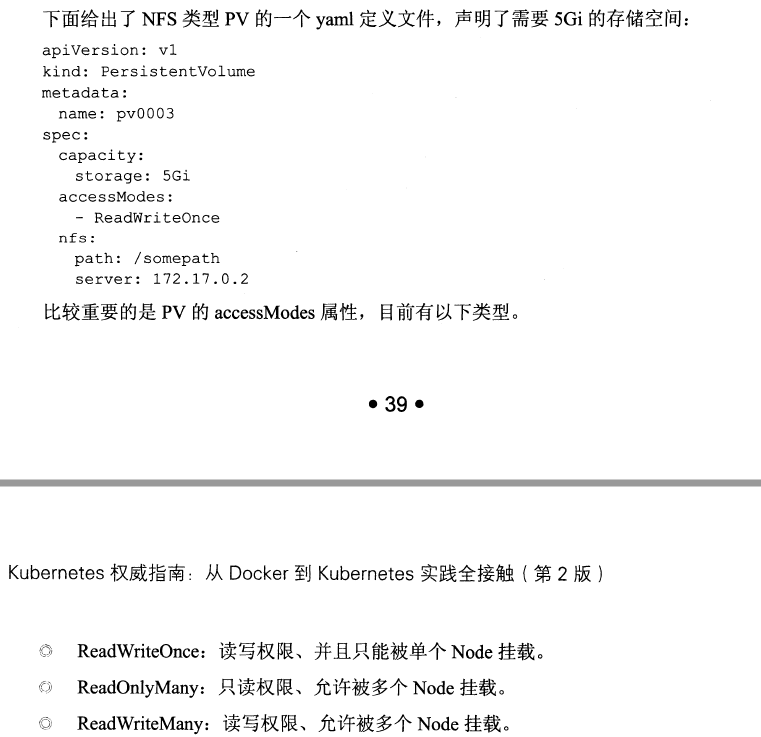 下面给出了 NFS 类型 PV 的一个 yaml 定义文件，声明了需要 5Gi 的存储空间：
apiVersion: v1
kind: PersistentVolume
metadata:
  name: pv0003
spec:
  capacity:
    storage: 5Gi
  accessModes:
    - ReadWriteOnce
  nfs:
    path: /somepath
    server: 172.17.0.2
比较重要的是 PV 的 accessModes 属性，目前有以下类型。
• 39 •
Kubernetes 权威指南：从 Docker 到 Kubernetes 实践全接触（第 2 版）
◎ ReadWriteOnce：读写权限、并且只能被单个 Node 挂载。
◎ ReadOnlyMany：只读权限、允许被多个 Node 挂载。
◎ ReadWriteMany：读写权限、允许被多个 Node 挂载。